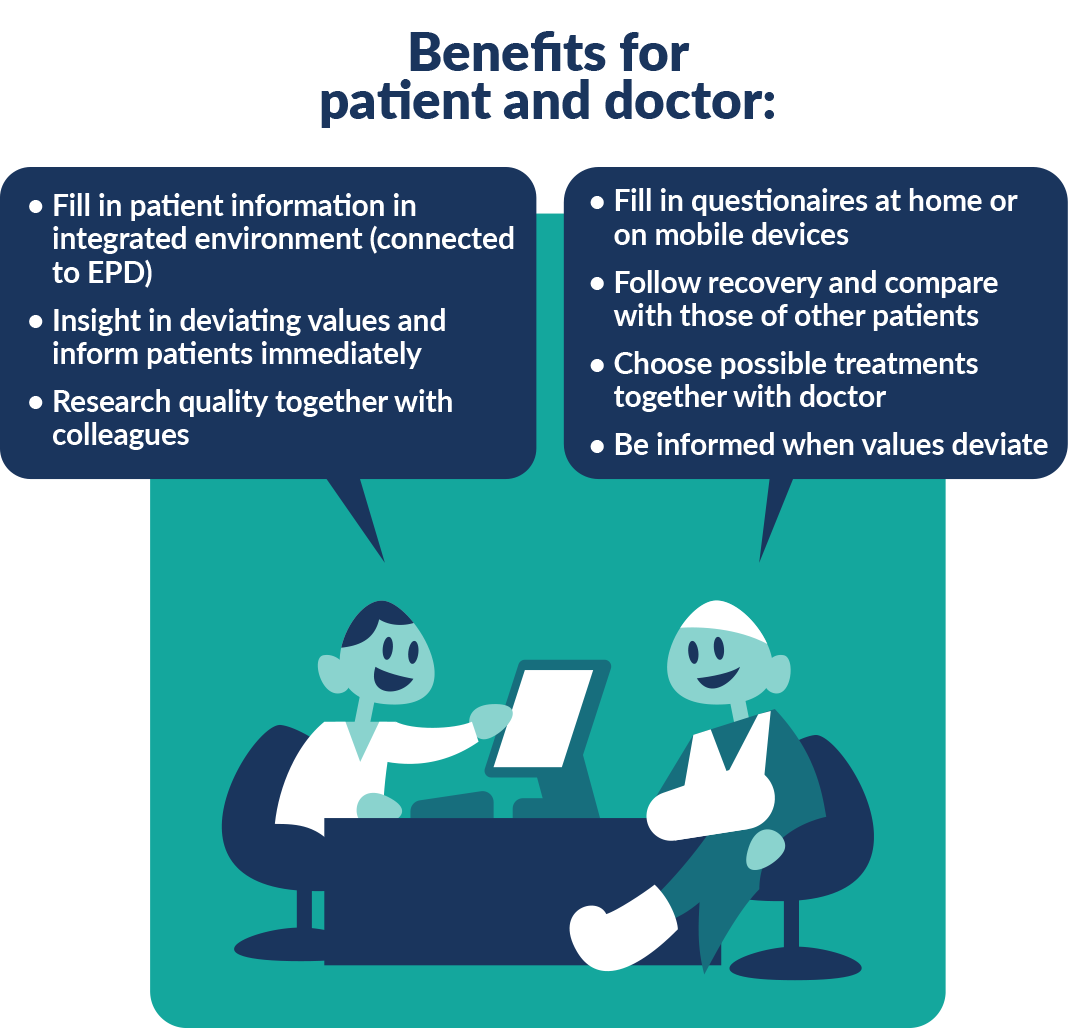 Benefits for
patient and doctor:
• Fill in patient information in
integrated environment (connected
to EPD)
• Insight in deviating values and
inform patients immediately
• Research quality together with
colleagues
• Fill in questionaires at home or
on mobile devices
• Follow recovery and compare
with those of other patients
• Choose possible treatments
together with doctor
• Be informed when values deviate